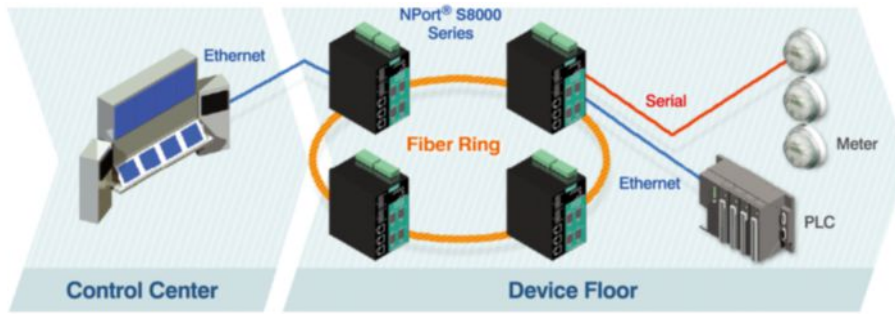 NPort® S8000
Series
Ethernet
Serial
Fiber Ring
Meter
Ethernet
PLC
Control Center
Device Floor